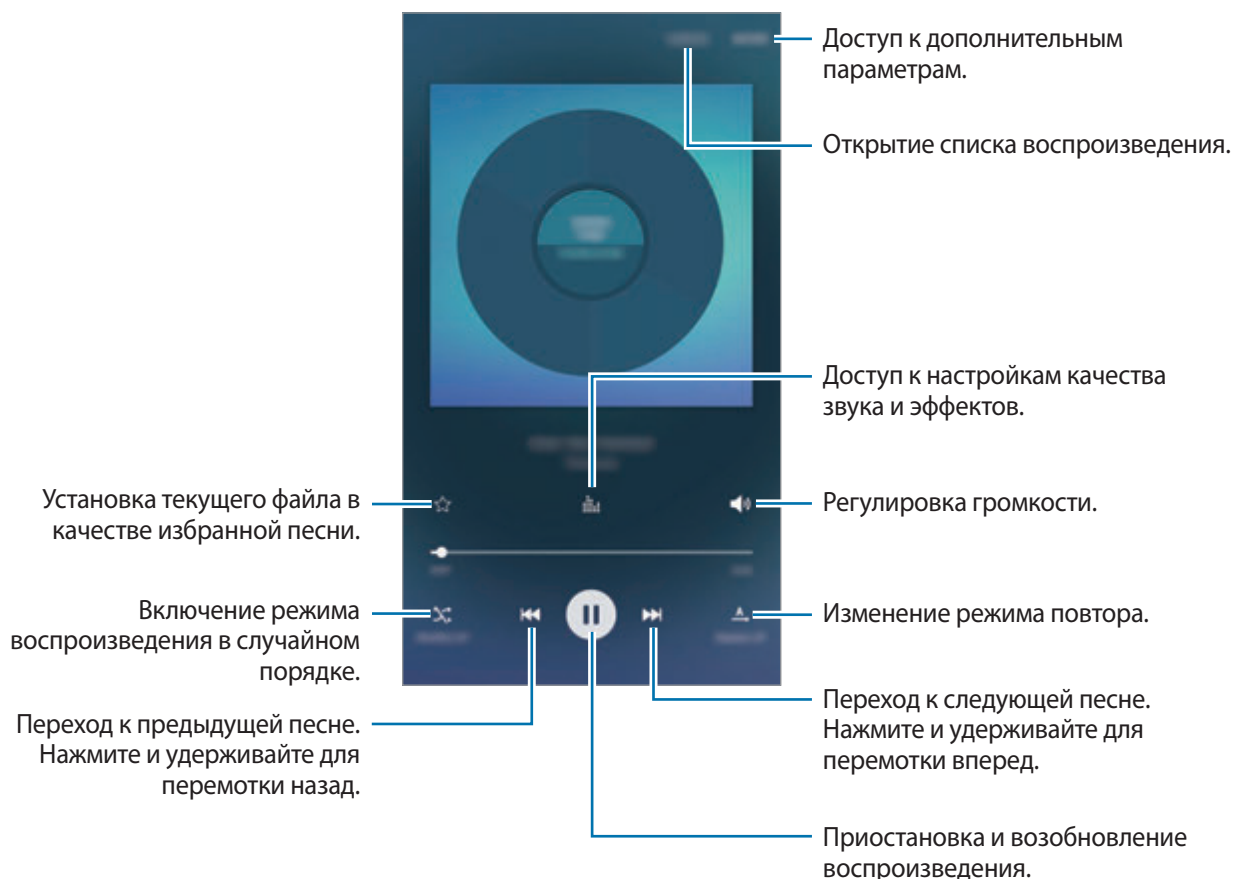 Доступ к дополнительным
параметрам.
Открытие списка воспроизведения.
Доступ к настройкам качества
звука и эффектов.
Установка текущего файла в
качестве избранной песни.
Регулировка громкости.
Включение режима
воспроизведения в случайном
порядке.
Изменение режима повтора.
Переход к предыдущей песне.
Нажмите и удерживайте для
перемотки назад.
Переход к следующей песне.
Нажмите и удерживайте для
перемотки вперед.
Приостановка и возобновление
воспроизведения.